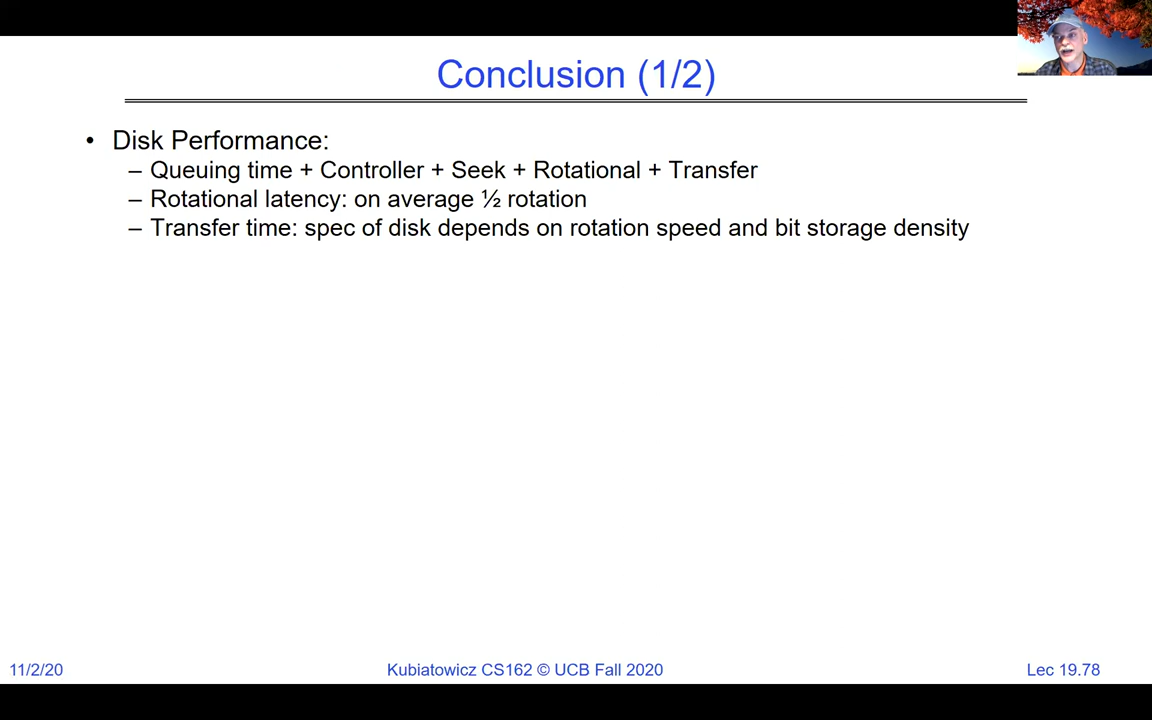 Conclusion (1/2)
• Disk Performance:
– Queuing time + Controller + Seek + Rotational + Transfer
– Rotational latency: on average ½ rotation
– Transfer time: spec of disk depends on rotation speed and bit storage density
11/2/20
Kubiatowicz CS162 © UCB Fall 2020
Lec 19.78